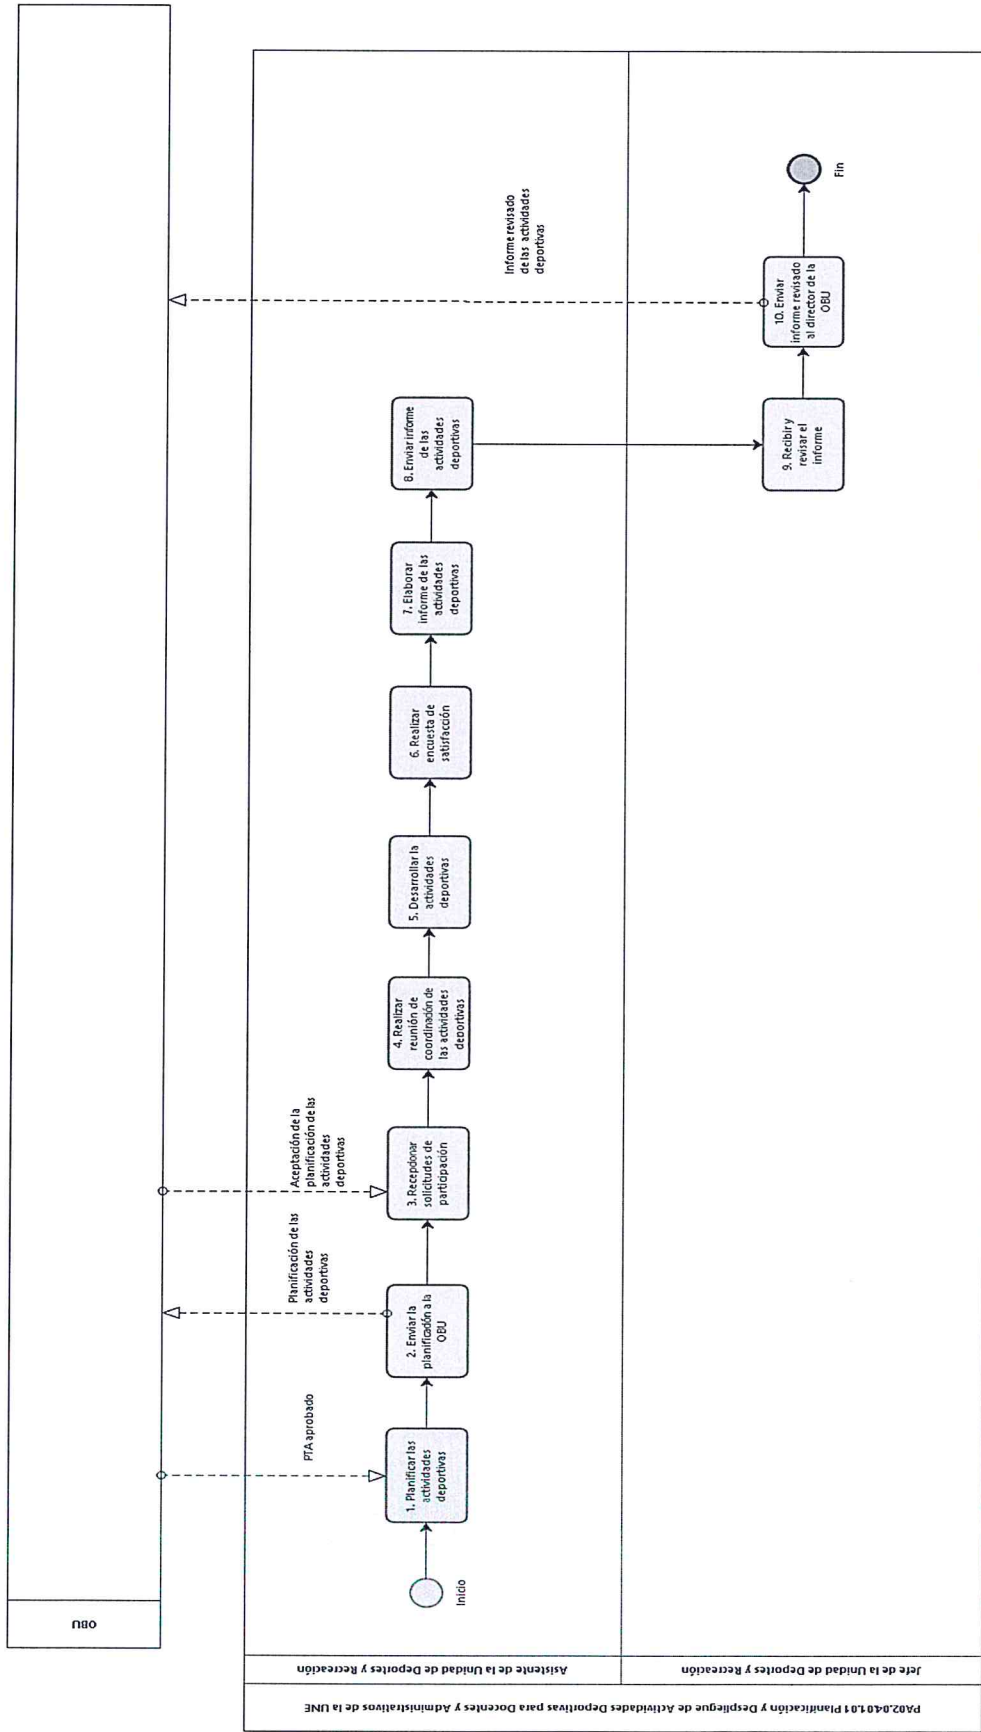 OBU
PA02.04.01.01 Planificación y Despliegue de Actividades Deportivas para Docentes y Administrativos de la UNE
Asistente de la Unidad de Deportes y Recreación
Jefe de la Unidad de Deportes y Recreación
Inicio
PTA aprobado
1. Planificar las
actividades
deportivas
Planificación de las
actividades
deportivas
2. Enviar la
planificación a la
OBU
Aceptación de la
planificación de las
actividades
deportivas
3. Recepcionar
solicitudes de
participación
4. Realizar
reunión de
coordinación de
las actividades
deportivas
5. Desarrollar la
actividades
deportivas
6. Realizar
encuesta de
satisfacción
7. Elaborar
informe de las
actividades
deportivas
8. Enviar informe
de las
actividades
deportivas
9. Recibir y
revisar el
informe
10. Enviar
informe revisado
al director de la
OBU
Informe revisado
de las actividades
deportivas
Fin